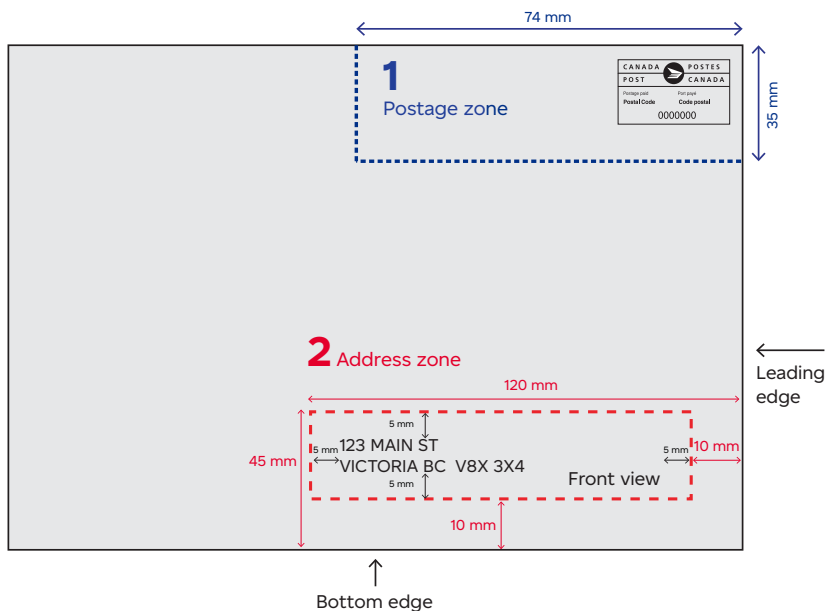 74 mm
1
Postage zone
CANADA POSTES
POST CANADA
Postage paid Port payé
Postal Code Code postal
0000000
35 mm
2 Address zone
120 mm
Leading
edge
5 mm
5 mm 123 MAIN ST 5 mm 10 mm
45 mm
VICTORIA BC  V8X 3X4
Front view
5 mm
10 mm
Bottom edge